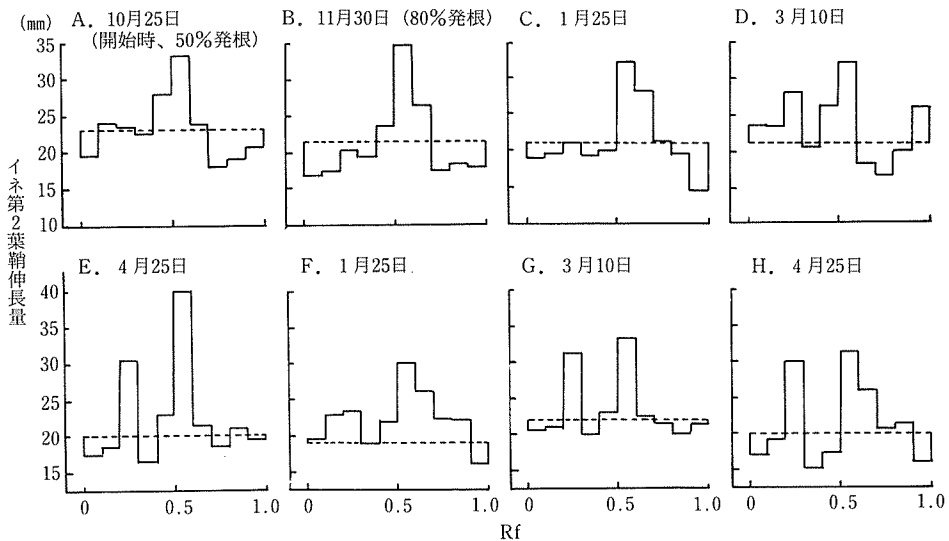 (mm)
A. 10月25日
(開始時、50%発根)
B. 11月30日 (80%発根)
C. 1月25日
D. 3月10日
35
30
25
20
15
10
イネ第2葉鞘伸長量
E. 4月25日
F. 1月25日.
G. 3月10日
H. 4月25日
40
35
30
25
20
15
0 0.5 1.0
0 0.5 1.0
0 0.5 1.0
0 0.5 1.0
Rf